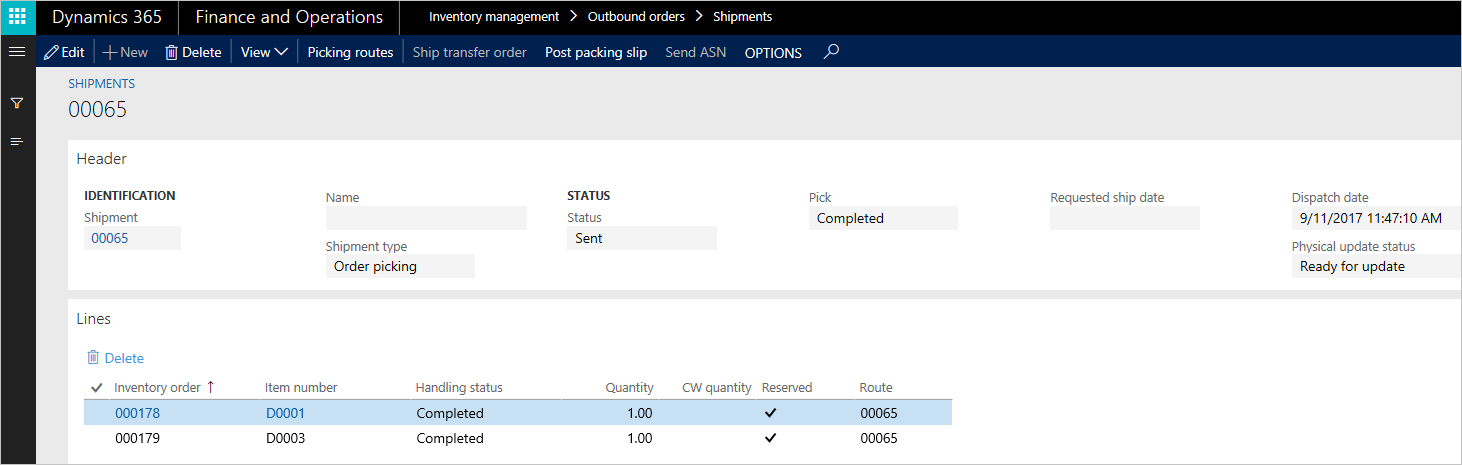 Dynamics 365 Finance and Operations Inventory management Outbound orders Shipments
Edit New Delete View Picking routes Ship transfer order Post packing slip Send ASN OPTIONS
SHIPMENTS
00065
Header
IDENTIFICATION Name STATUS Pick Requested ship date Dispatch date
Shipment Status Completed 9/11/2017 11:47:10 AM
00065 Shipment type Sent Physical update status
Order picking Ready for update
Lines
Delete
Inventory order Item number Handling status Quantity CW quantity Reserved Route
000178 D0001 Completed 1.00 00065
000179 D0003 Completed 1.00 00065